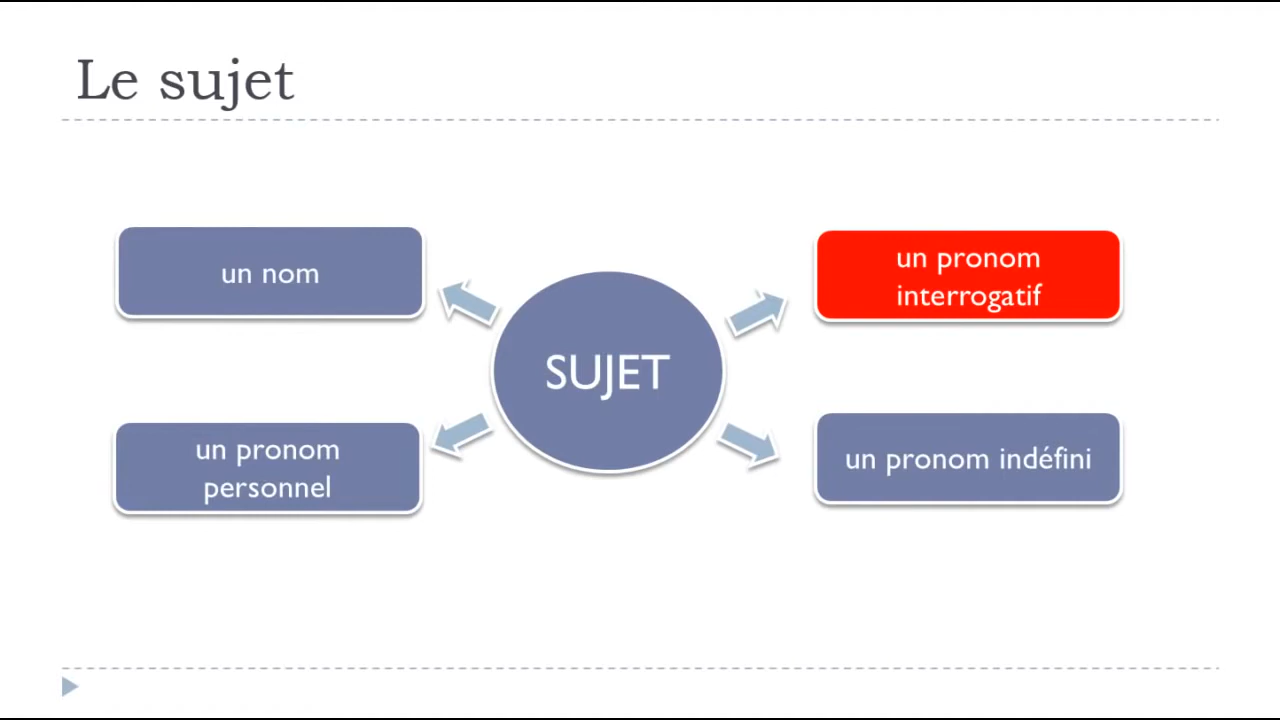 Le sujet
un nom
un pronom
interrogatif
SUJET
un pronom
personnel
un pronom indéfini